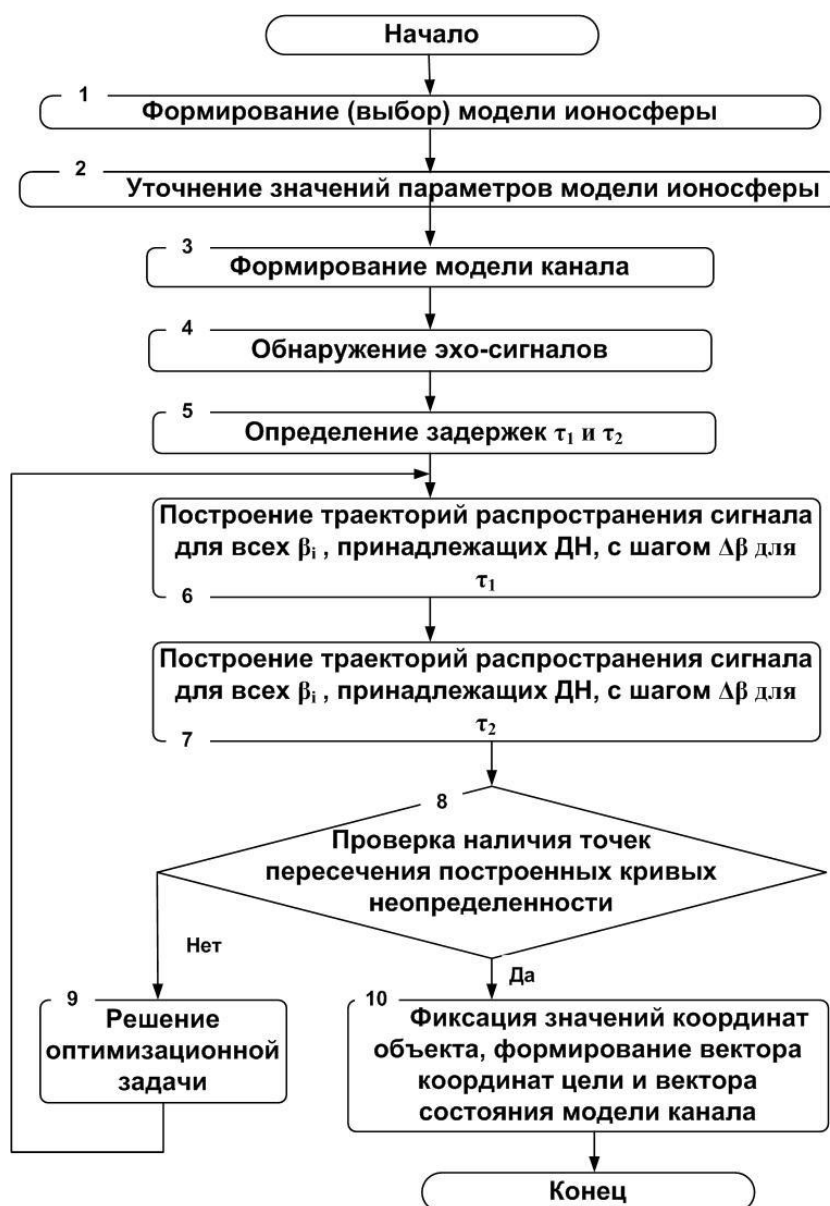 Начало
1
Формирование (выбор) модели ионосферы
2
Уточнение значений параметров модели ионосферы
3
Формирование модели канала
4
Обнаружение эхо-сигналов
5
Определение задержек τ₁ и τ₂
Построение траекторий распространения сигнала
для всех βᵢ , принадлежащих ДН, с шагом Δβ для
τ₁
6
Построение траекторий распространения сигнала
для всех βᵢ , принадлежащих ДН, с шагом Δβ для
τ₂
7
8
Проверка наличия точек
пересечения построенных кривых
неопределенности
Нет
Да
9
Решение
оптимизационной
задачи
10
Фиксация значений координат
объекта, формирование вектора
координат цели и вектора
состояния модели канала
Конец